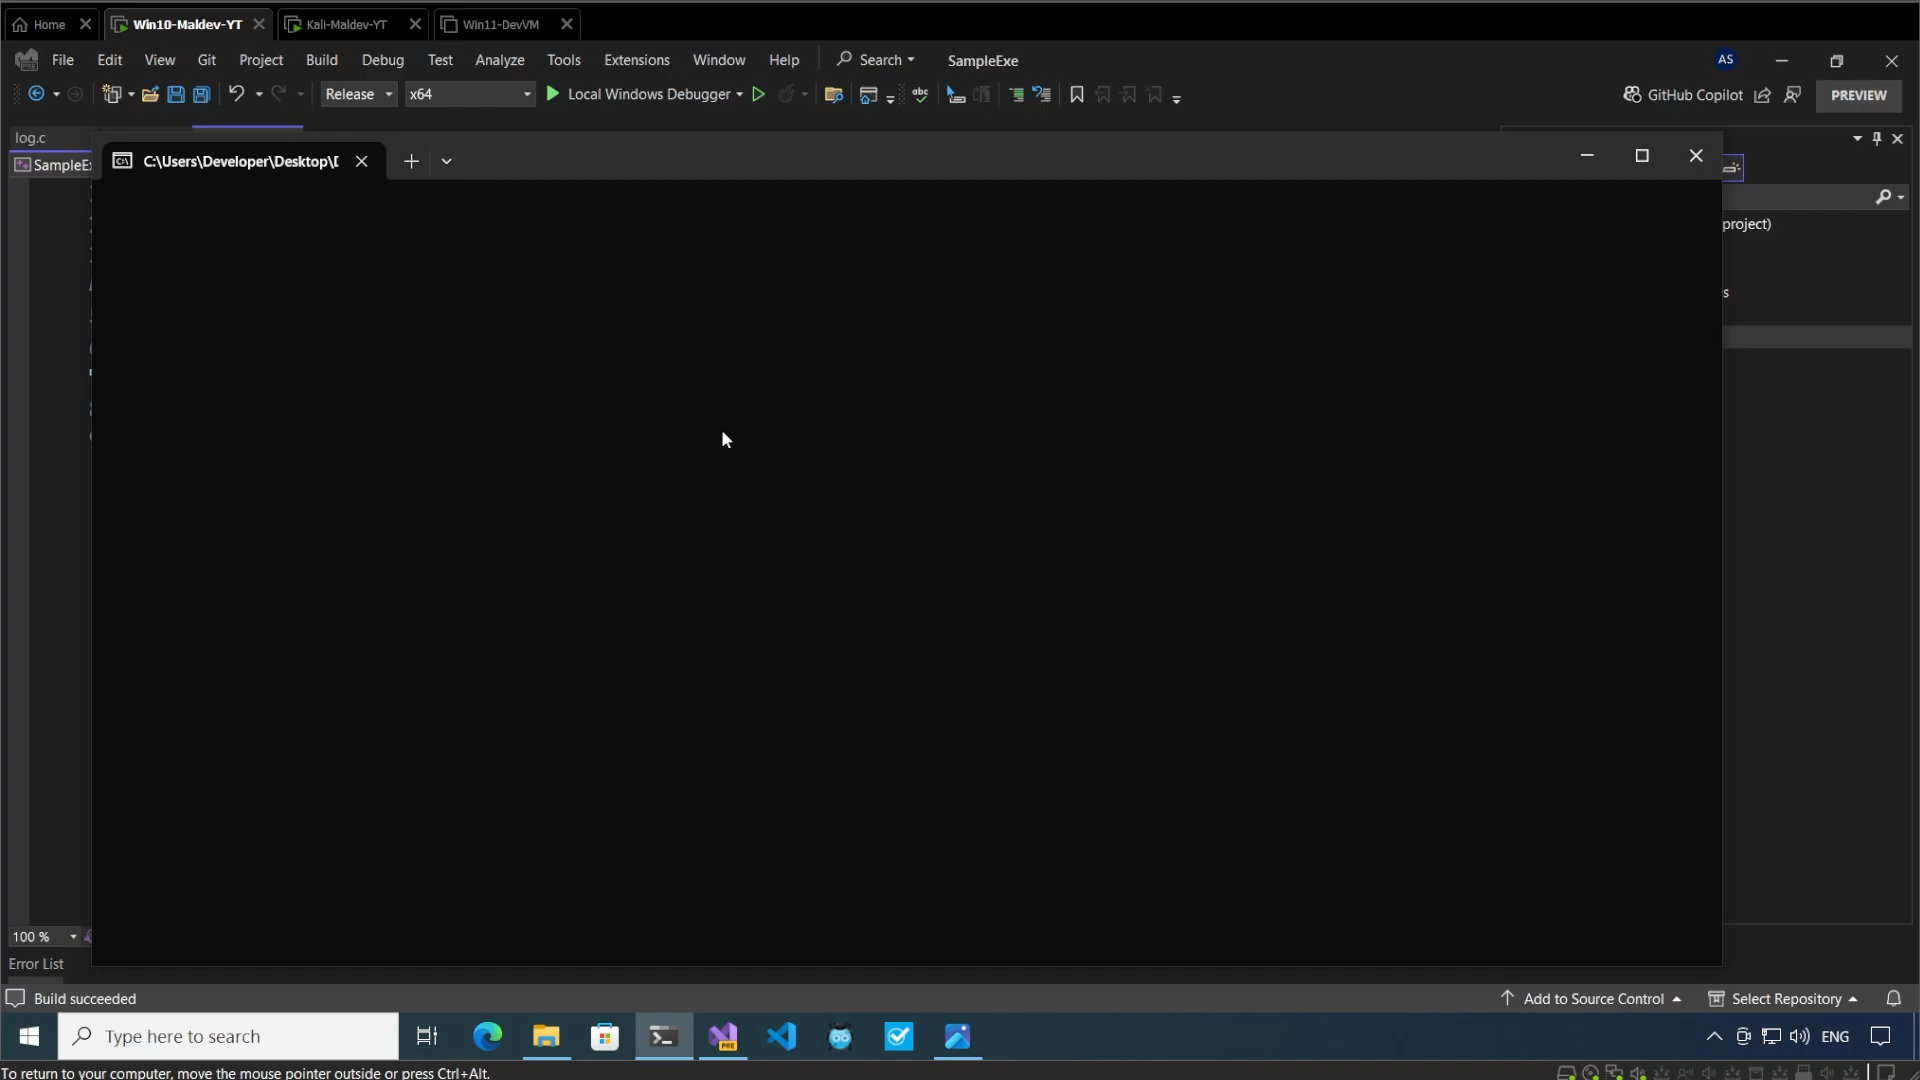 Home
Win10-Maldev-YT
Kali-Maldev-YT
Win11-DevVM
File Edit View Git Project Build Debug Test Analyze Tools Extensions Window Help Search SampleExe
AS
Release x64 Local Windows Debugger
GitHub Copilot
PREVIEW
log.c
SampleEx
C:\Users\Developer\Desktop\
project)
s
100 %
Error List
Build succeeded
Add to Source Control
Select Repository
Type here to search
PRE
ENG
To return to your computer, move the mouse pointer outside or press Ctrl+Alt.